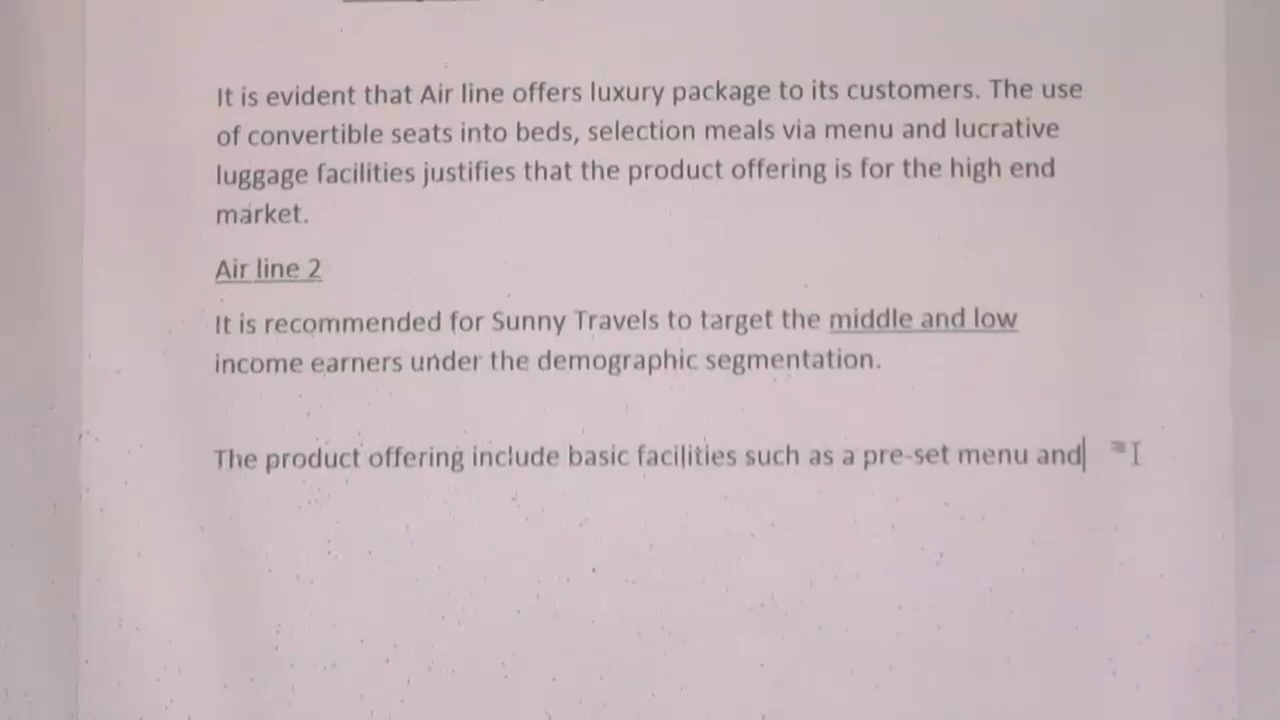 It is evident that Air line offers luxury package to its customers. The use
of convertible seats into beds, selection meals via menu and lucrative
luggage facilities justifies that the product offering is for the high end
market.
Air line 2
It is recommended for Sunny Travels to target the middle and low
income earners under the demographic segmentation.
The product offering include basic facilities such as a pre-set menu and